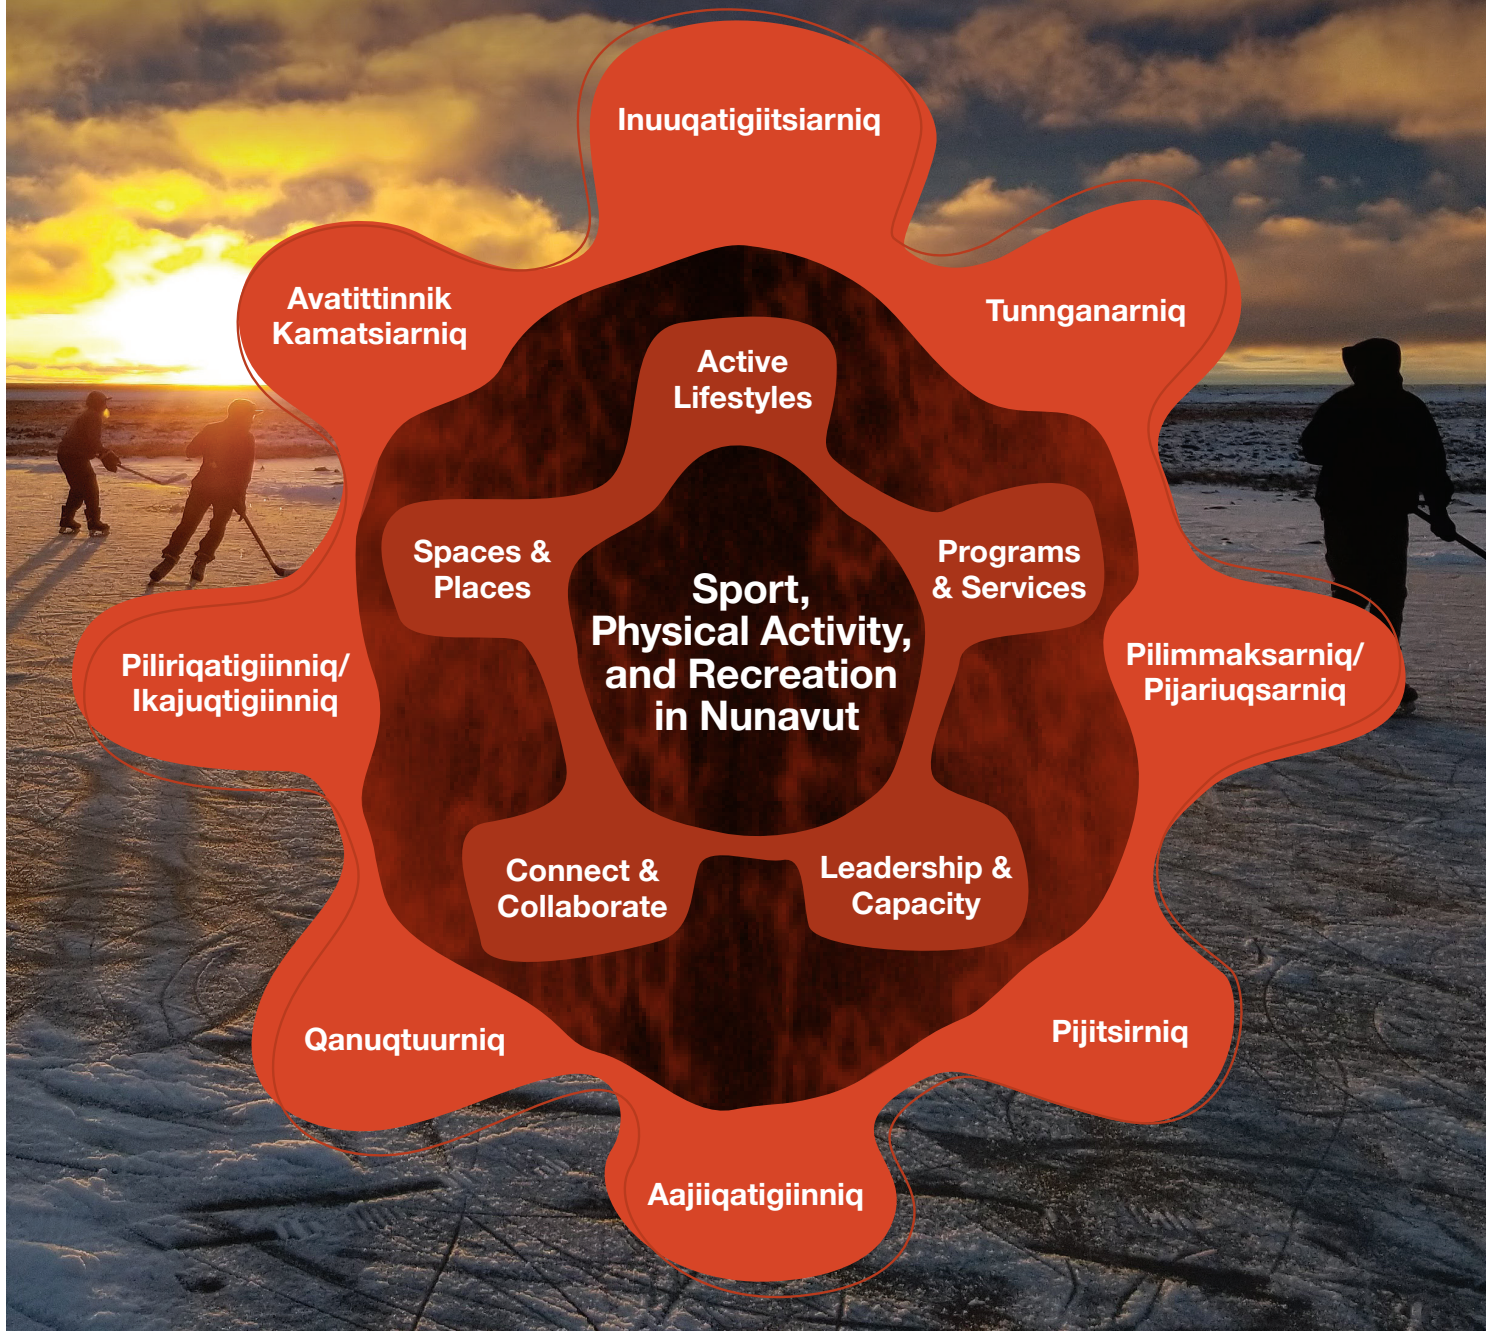 Inuuqatigiitsiarniq
Tunnganarniq
Avatittinnik
Kamatsiarniq
Active
Lifestyles
Spaces &
Places
Programs
& Services
Sport,
Physical Activity,
and Recreation
in Nunavut
Piliriqatigiinniq/
Ikajuqtigiinniq
Pilimmaksarniq/
Pijariuqsarniq
Connect &
Collaborate
Leadership &
Capacity
Qanuqtuurniq
Pijitsirniq
Aajiiqatigiinniq